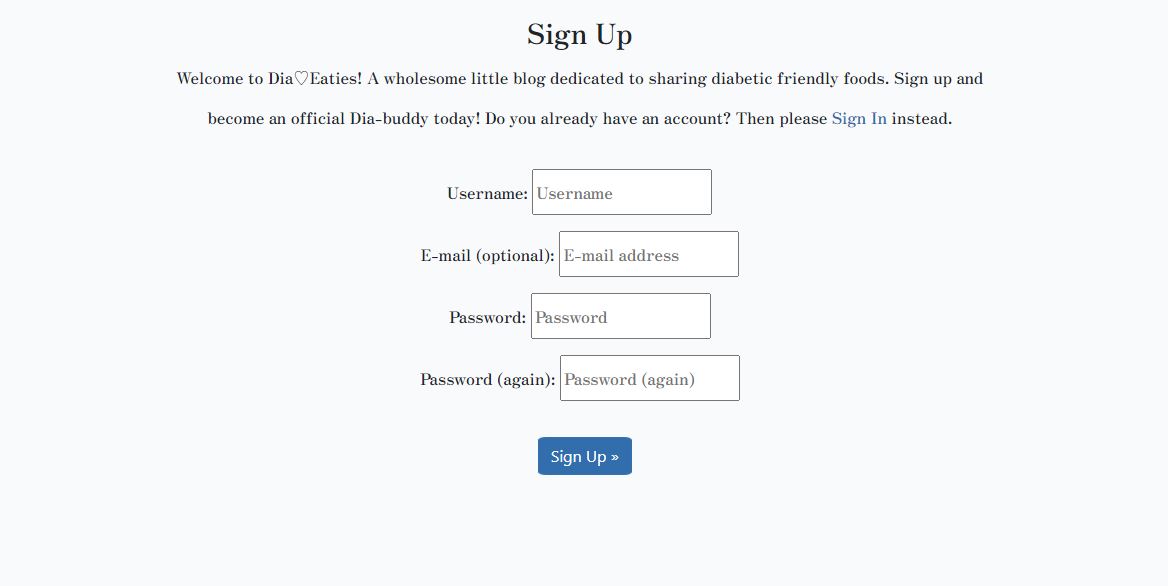 Sign Up
Welcome to Dia♡Eaties! A wholesome little blog dedicated to sharing diabetic friendly foods. Sign up and
become an official Dia-buddy today! Do you already have an account? Then please Sign In instead.
Username: Username
E-mail (optional): E-mail address
Password: Password
Password (again): Password (again)
Sign Up »